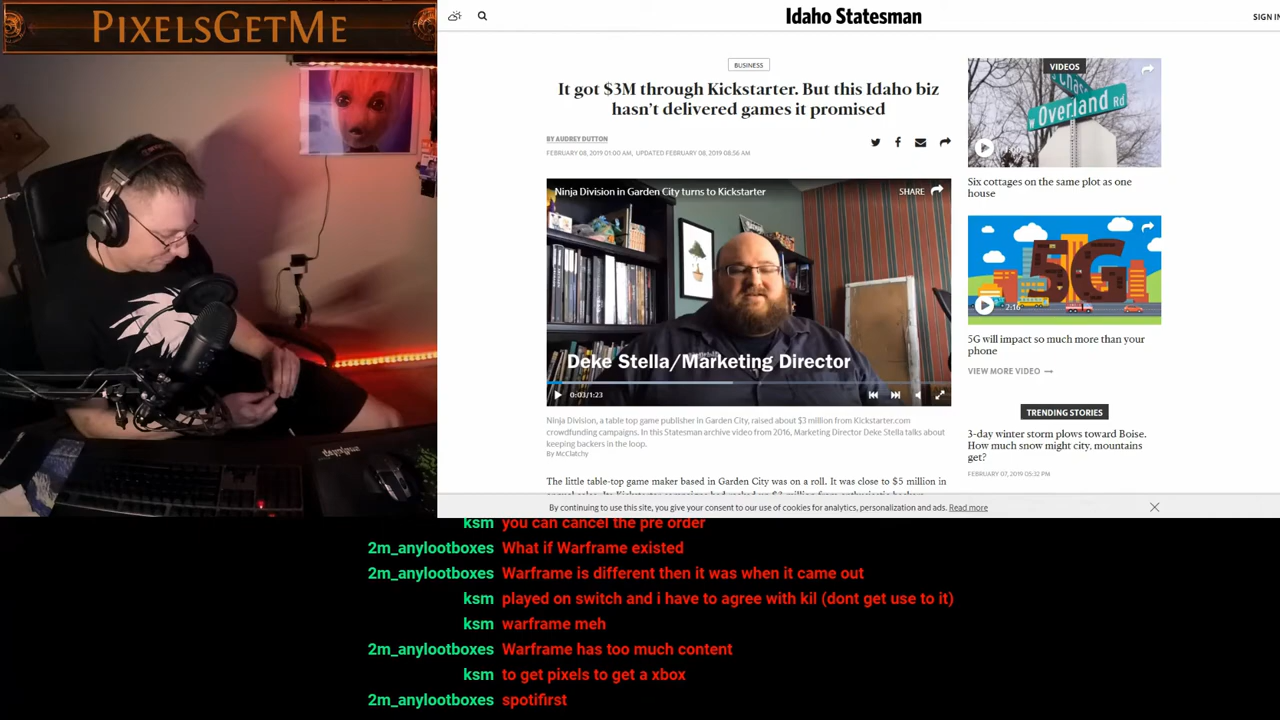 PIXELSGETME
Idaho Statesman
SIGN IN
BUSINESS
It got $3M through Kickstarter. But this Idaho biz
hasn't delivered games it promised
BY AUDREY DUTTON
FEBRUARY 08, 2019 01:00 AM, UPDATED FEBRUARY 08, 2019 08:56 AM
Ninja Division in Garden City turns to Kickstarter
SHARE
Deke Stella/Marketing Director
0:03/1:23
Ninja Division, a table top game publisher in Garden City, raised about $3 million from Kickstarter.com
crowdfunding campaigns. In this Statesman archive video from 2016, Marketing Director Deke Stella talks about
keeping backers in the loop.
By McClatchy
The little table-top game maker based in Garden City was on a roll. It was close to $5 million in
VIDEOS
W Overland Rd
Six cottages on the same plot as one
house
5G
2:16
5G will impact so much more than your
phone
VIEW MORE VIDEO
TRENDING STORIES
3-day winter storm plows toward Boise.
How much snow might city, mountains
get?
FEBRUARY 07, 2019 05:32 PM
By continuing to use this site, you give your consent to our use of cookies for analytics, personalization and ads. Read more
ksm you can cancel the pre order
2m_anylootboxes What if Warframe existed
2m_anylootboxes Warframe is different then it was when it came out
ksm played on switch and i have to agree with kil (dont get use to it)
ksm warframe meh
2m_anylootboxes Warframe has too much content
ksm to get pixels to get a xbox
2m_anylootboxes spotifirst